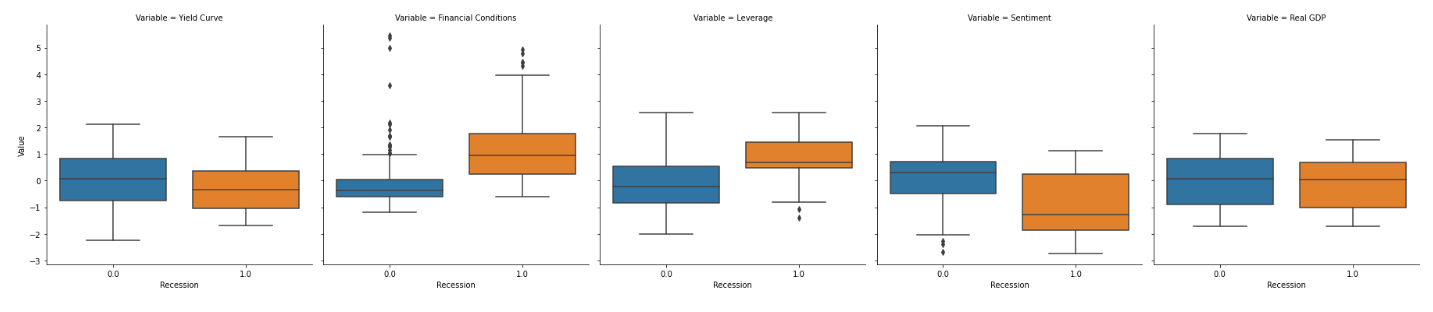 Variable = Yield Curve
Variable = Financial Conditions
Variable = Leverage
Variable = Sentiment
Variable = Real GDP
Value
5
4
3
2
1
0
−1
−2
−3
0.0 1.0
0.0 1.0
0.0 1.0
0.0 1.0
0.0 1.0
Recession
Recession
Recession
Recession
Recession